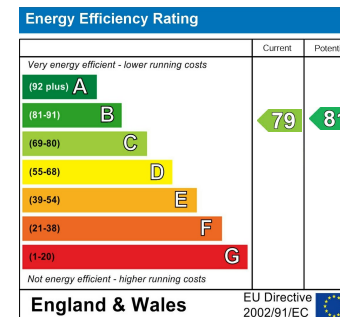 Energy Efficiency Rating
Current
Very energy efficient - lower running costs
(92 plus) A
(81-91) B
(69-80) C
(55-68) D
(39-54) E
(21-38) F
(1-20) G
79
81
Not energy efficient - higher running costs
England & Wales
EU Directive
2002/91/EC